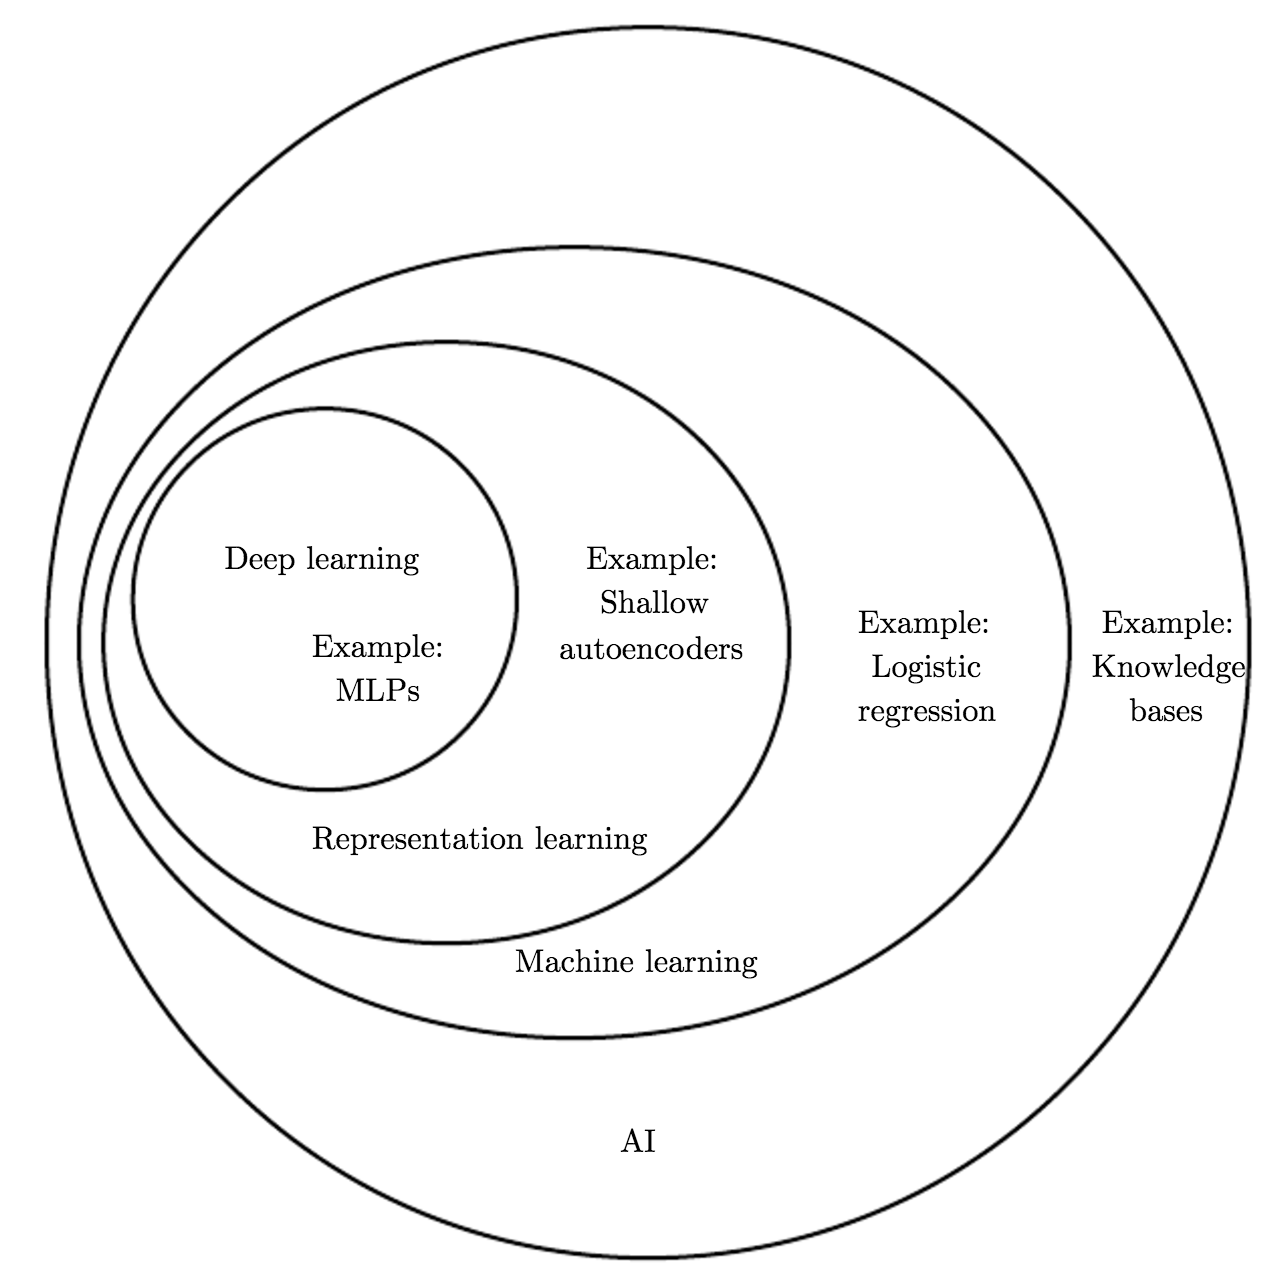 Deep learning
Example:
MLPs
Example:
Shallow
autoencoders
Example:
Logistic
regression
Example:
Knowledge
bases
Representation learning
Machine learning
AI